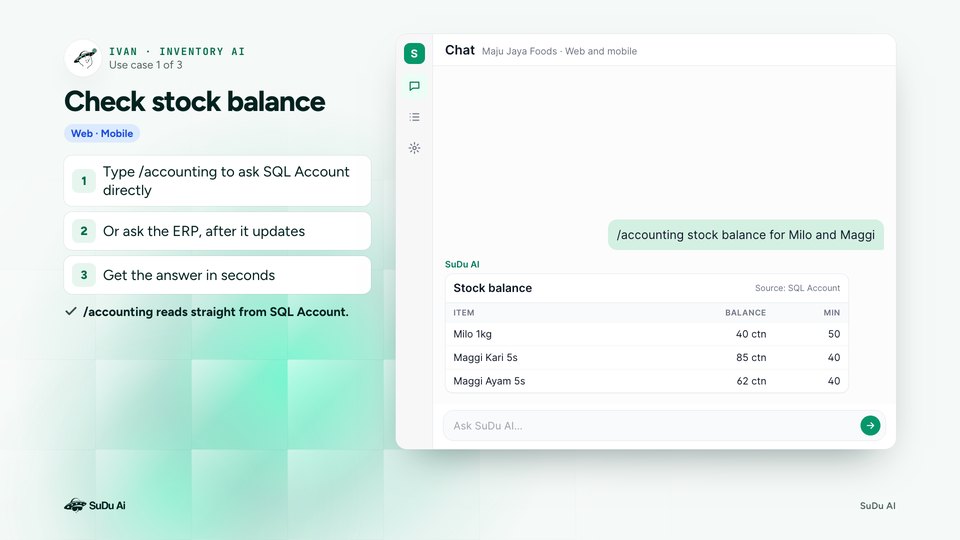 IVAN · INVENTORY AI
Use case 1 of 3
Check stock balance
Web · Mobile
1
Type /accounting to ask SQL Account
directly
2
Or ask the ERP, after it updates
3
Get the answer in seconds
/accounting reads straight from SQL Account.
SuDu Ai
S
Chat Maju Jaya Foods · Web and mobile
/accounting stock balance for Milo and Maggi
SuDu AI
Stock balance Source: SQL Account
ITEM BALANCE MIN
Milo 1kg 40 ctn 50
Maggi Kari 5s 85 ctn 40
Maggi Ayam 5s 62 ctn 40
Ask SuDu AI...
SuDu AI